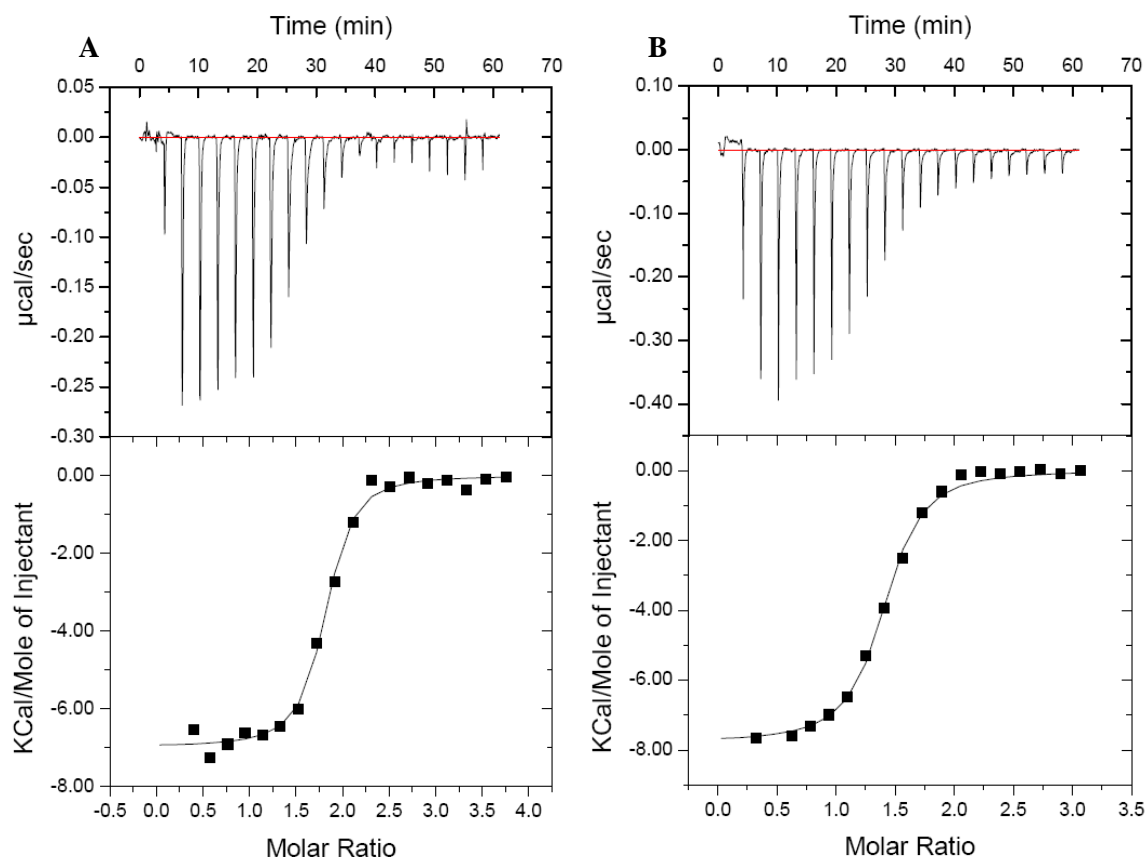 A
Time (min)
0 10 20 30 40 50 60 70
0.05
0.00
-0.05
-0.10
-0.15
-0.20
-0.25
-0.30
µcal/sec
0.00
-2.00
-4.00
-6.00
-8.00
KCal/Mole of Injectant
-0.5 0.0 0.5 1.0 1.5 2.0 2.5 3.0 3.5 4.0
Molar Ratio
B
Time (min)
0 10 20 30 40 50 60 70
0.10
0.00
-0.10
-0.20
-0.30
-0.40
µcal/sec
0.00
-2.00
-4.00
-6.00
-8.00
KCal/Mole of Injectant
0.0 0.5 1.0 1.5 2.0 2.5 3.0 3.5
Molar Ratio